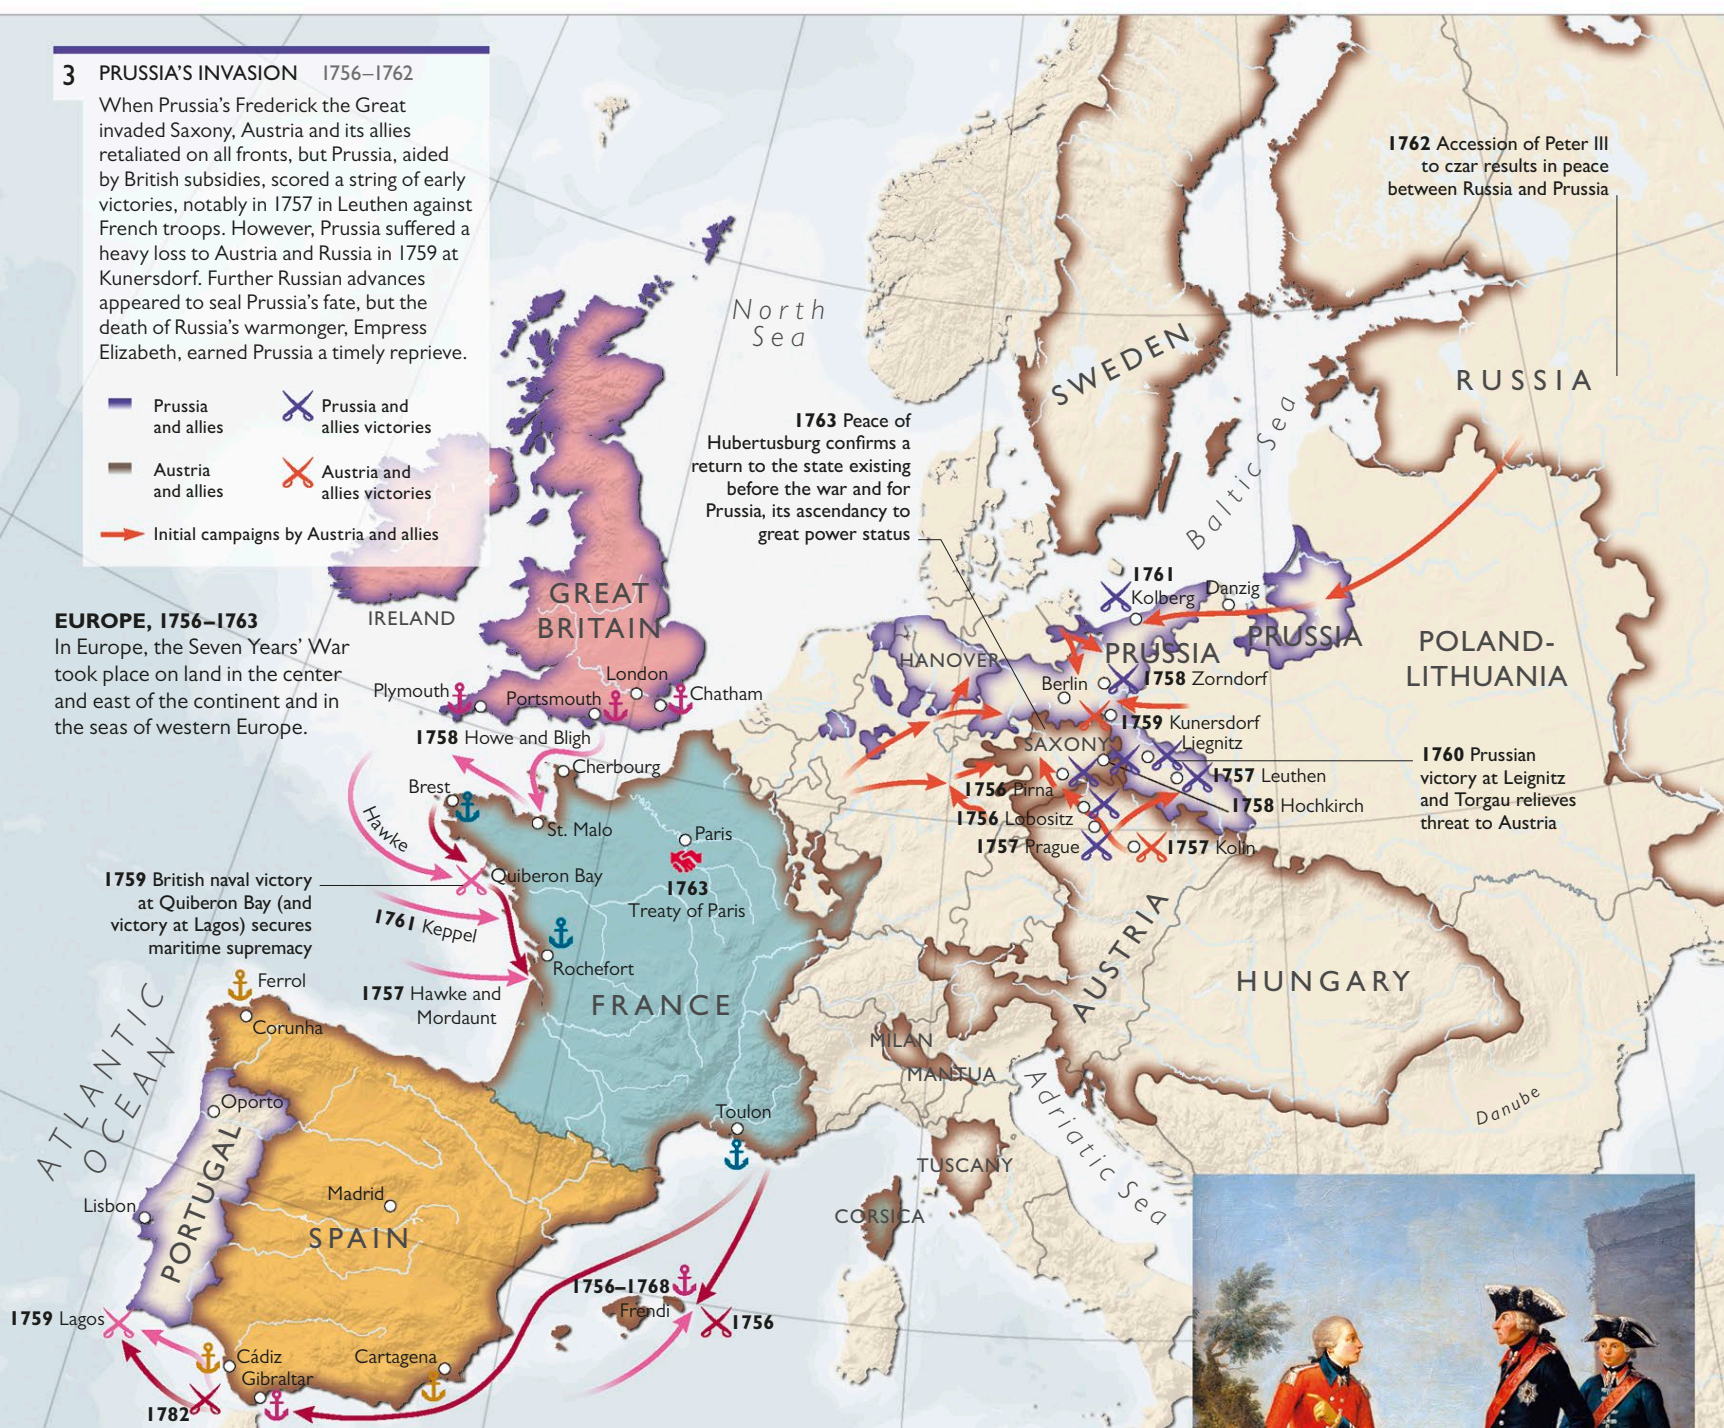 3 PRUSSIA'S INVASION 1756–1762
When Prussia's Frederick the Great
invaded Saxony, Austria and its allies
retaliated on all fronts, but Prussia, aided
by British subsidies, scored a string of early
victories, notably in 1757 in Leuthen against
French troops. However, Prussia suffered a
heavy loss to Austria and Russia in 1759 at
Kunersdorf. Further Russian advances
appeared to seal Prussia's fate, but the
death of Russia's warmonger, Empress
Elizabeth, earned Prussia a timely reprieve.
Prussia
and allies
Prussia and
allies victories
Austria
and allies
Austria and
allies victories
Initial campaigns by Austria and allies
EUROPE, 1756–1763
In Europe, the Seven Years' War
took place on land in the center
and east of the continent and in
the seas of western Europe.
1762 Accession of Peter III
to czar results in peace
between Russia and Prussia
North
Sea
SWEDEN
RUSSIA
Baltic Sea
1763 Peace of
Hubertusburg confirms a
return to the state existing
before the war and for
Prussia, its ascendancy to
great power status
IRELAND
GREAT
BRITAIN
London
Plymouth
Portsmouth
Chatham
1758 Howe and Bligh
Cherbourg
Brest
Hawke
St. Malo
Paris
1763
Treaty of Paris
Quiberon Bay
1759 British naval victory
at Quiberon Bay (and
victory at Lagos) secures
maritime supremacy
1761 Keppel
Rochefort
1757 Hawke and
Mordaunt
FRANCE
1761
Kolberg
Danzig
PRUSSIA
PRUSSIA
POLAND-
LITHUANIA
HANOVER
Berlin
1758 Zorndorf
1759 Kunersdorf
SAXONY
Liegnitz
1760 Prussian
victory at Leignitz
and Torgau relieves
threat to Austria
1756 Pirna
1757 Leuthen
1758 Hochkirch
1756 Lobositz
1757 Prague
1757 Kolin
AUSTRIA
HUNGARY
MILAN
MANTUA
Adriatic Sea
Danube
TUSCANY
CORSICA
Toulon
ATLANTIC
OCEAN
Ferrol
Corunha
Oporto
PORTUGAL
Lisbon
Madrid
SPAIN
1756–1768
Frendi
1756
1759 Lagos
Cádiz
Gibraltar
Cartagena
1782